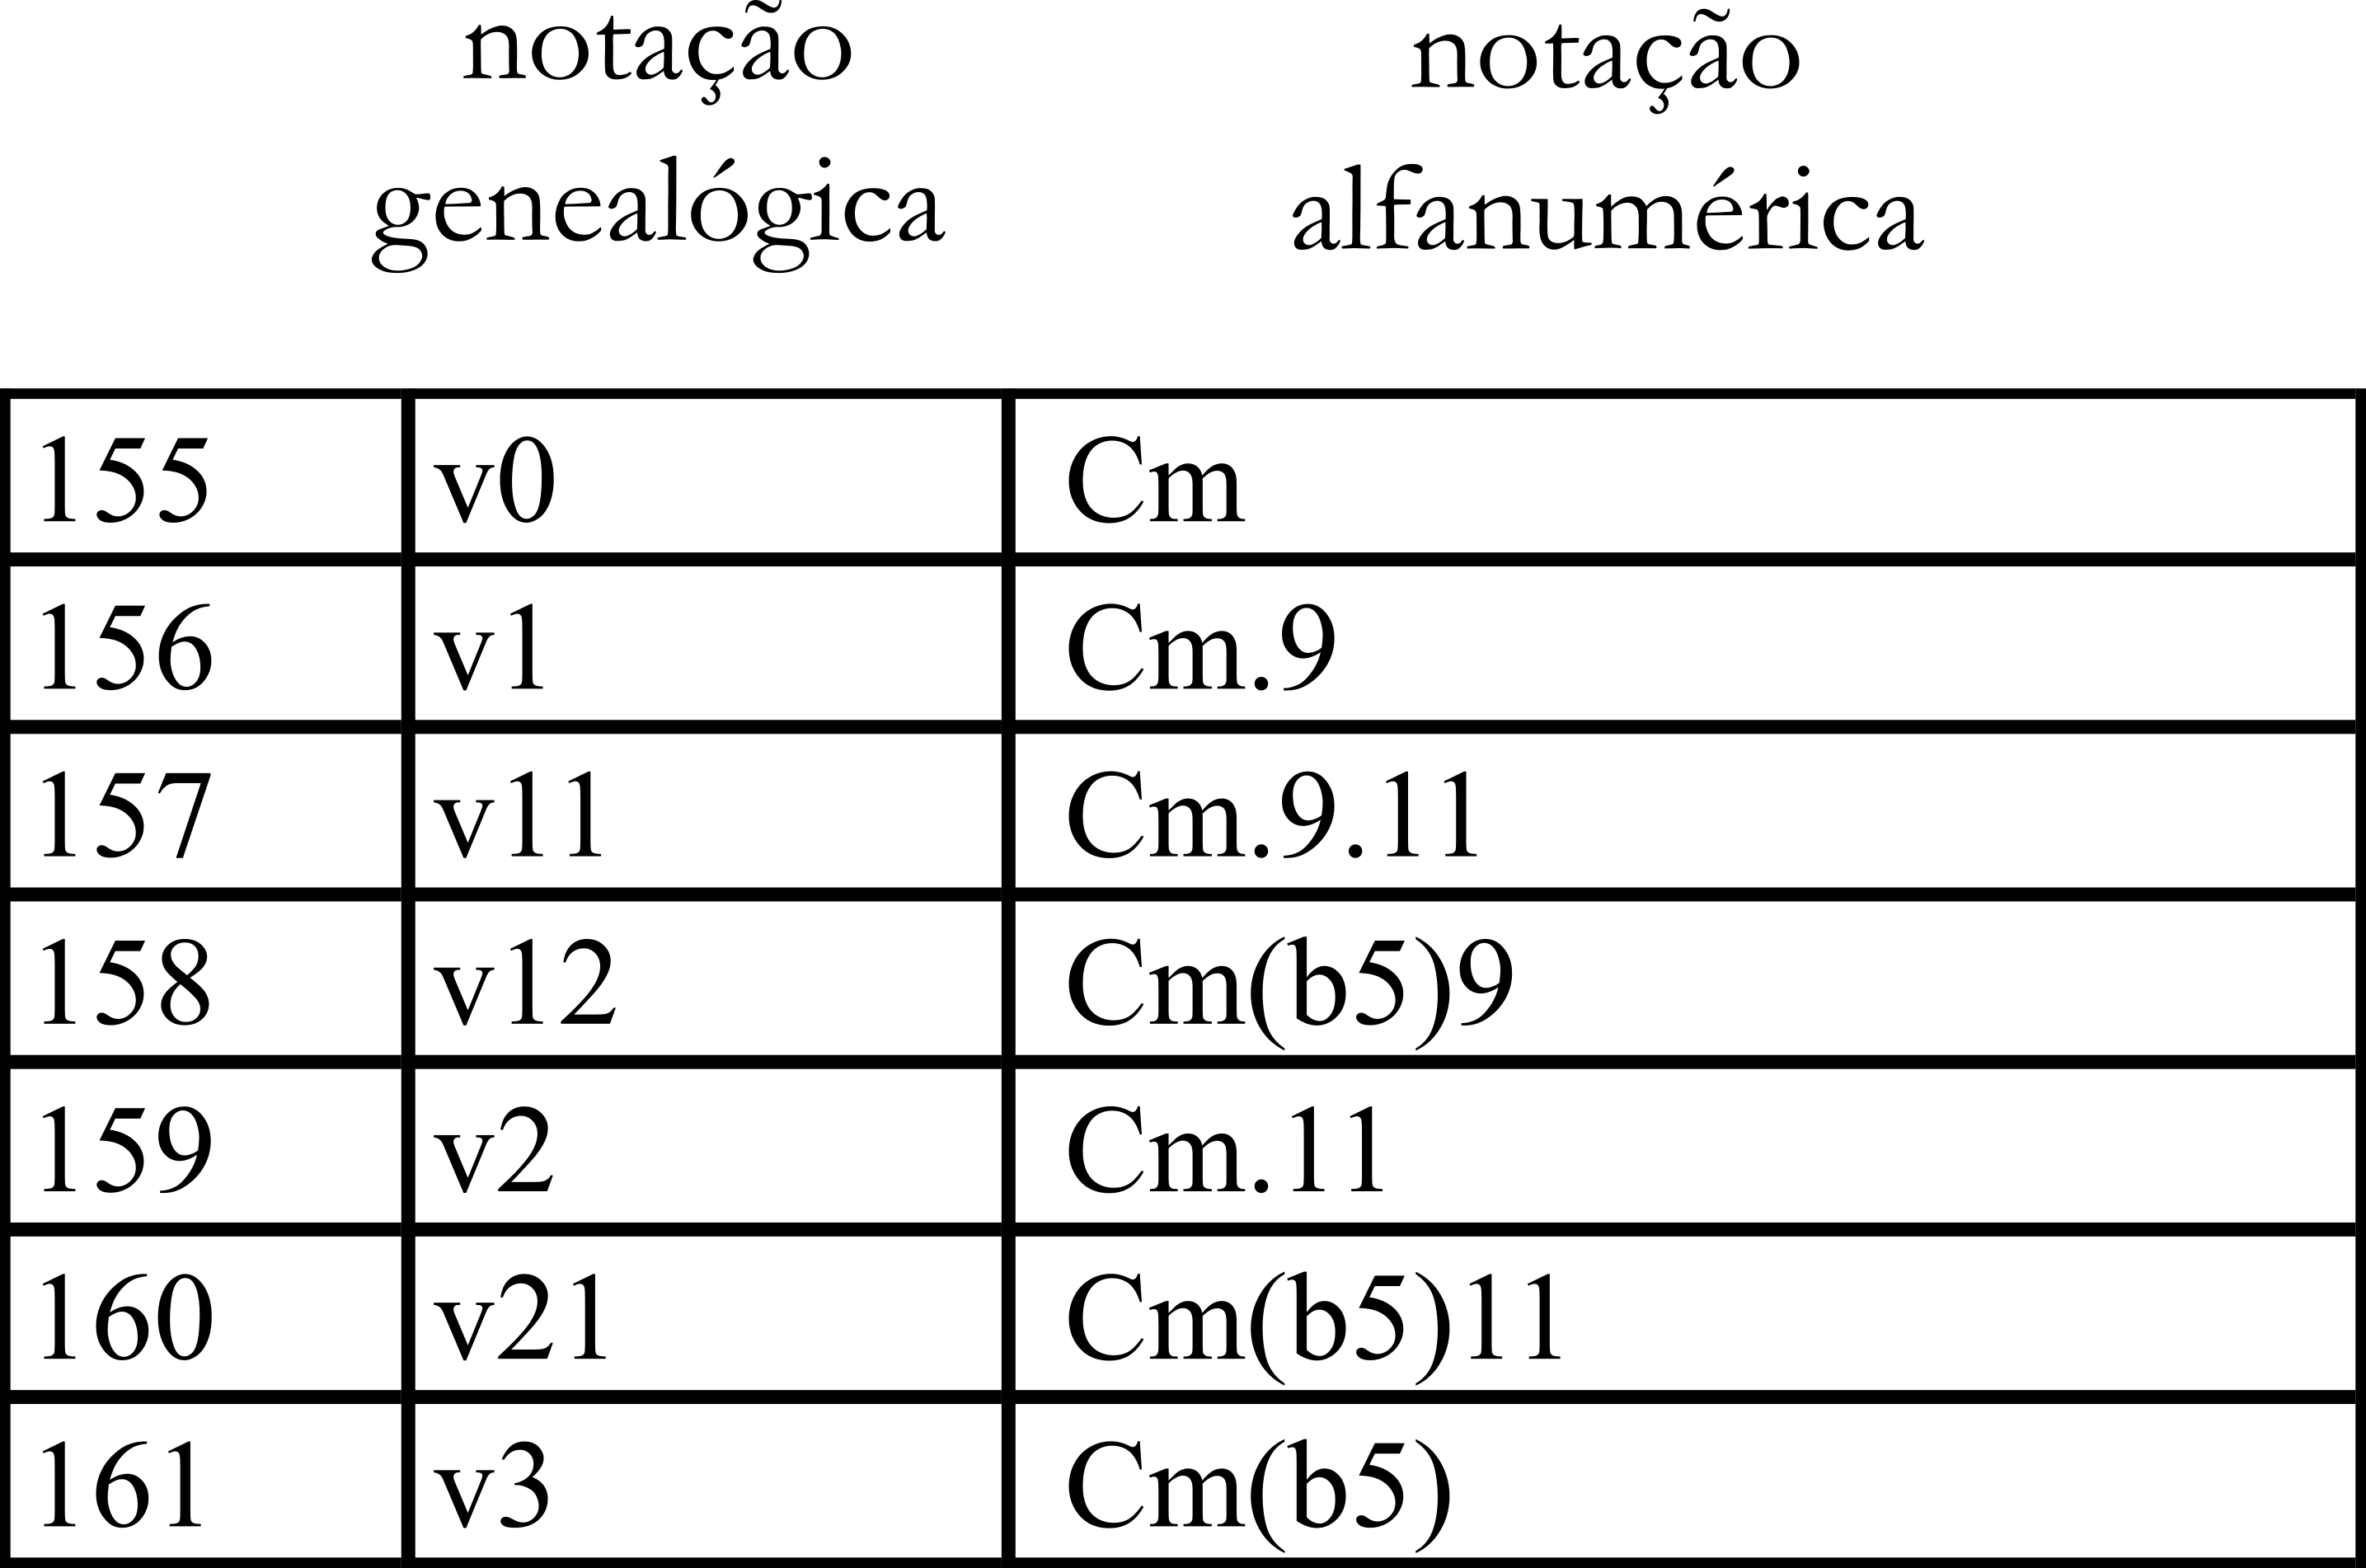 notação notação
genealógica alfanumérica
155 v0 Cm
156 v1 Cm.9
157 v11 Cm.9.11
158 v12 Cm(b5)9
159 v2 Cm.11
160 v21 Cm(b5)11
161 v3 Cm(b5)